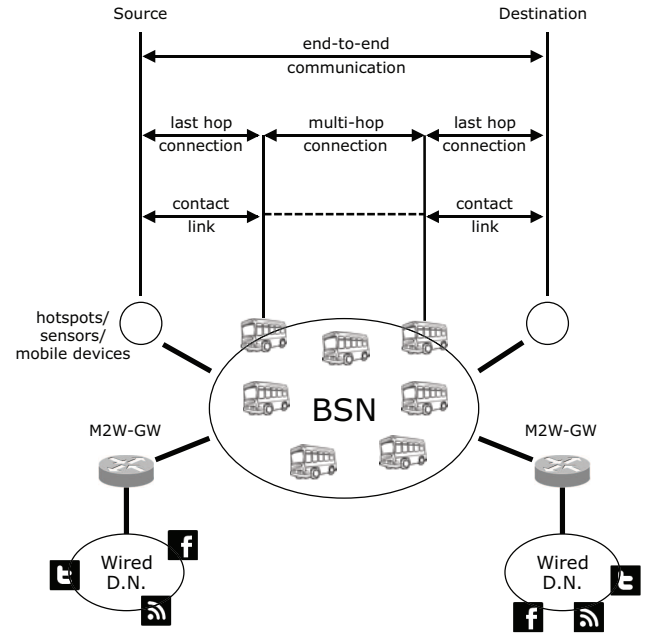 Source
Destination
end-to-end
communication
last hop
connection
multi-hop
connection
last hop
connection
contact
link
contact
link
hotspots/
sensors/
mobile devices
BSN
M2W-GW
M2W-GW
Wired
D.N.
Wired
D.N.